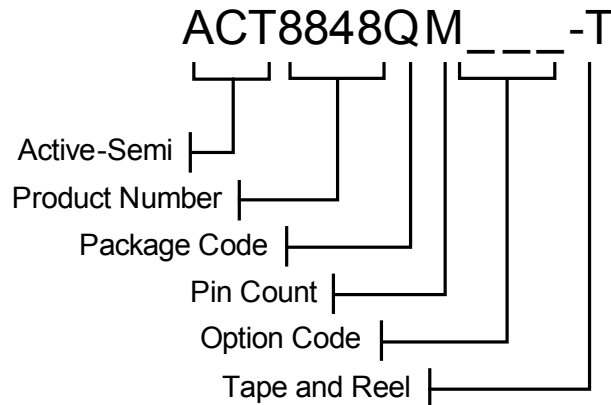 ACT8848QM_ _ _ -T
Active-Semi
Product Number
Package Code
Pin Count
Option Code
Tape and Reel